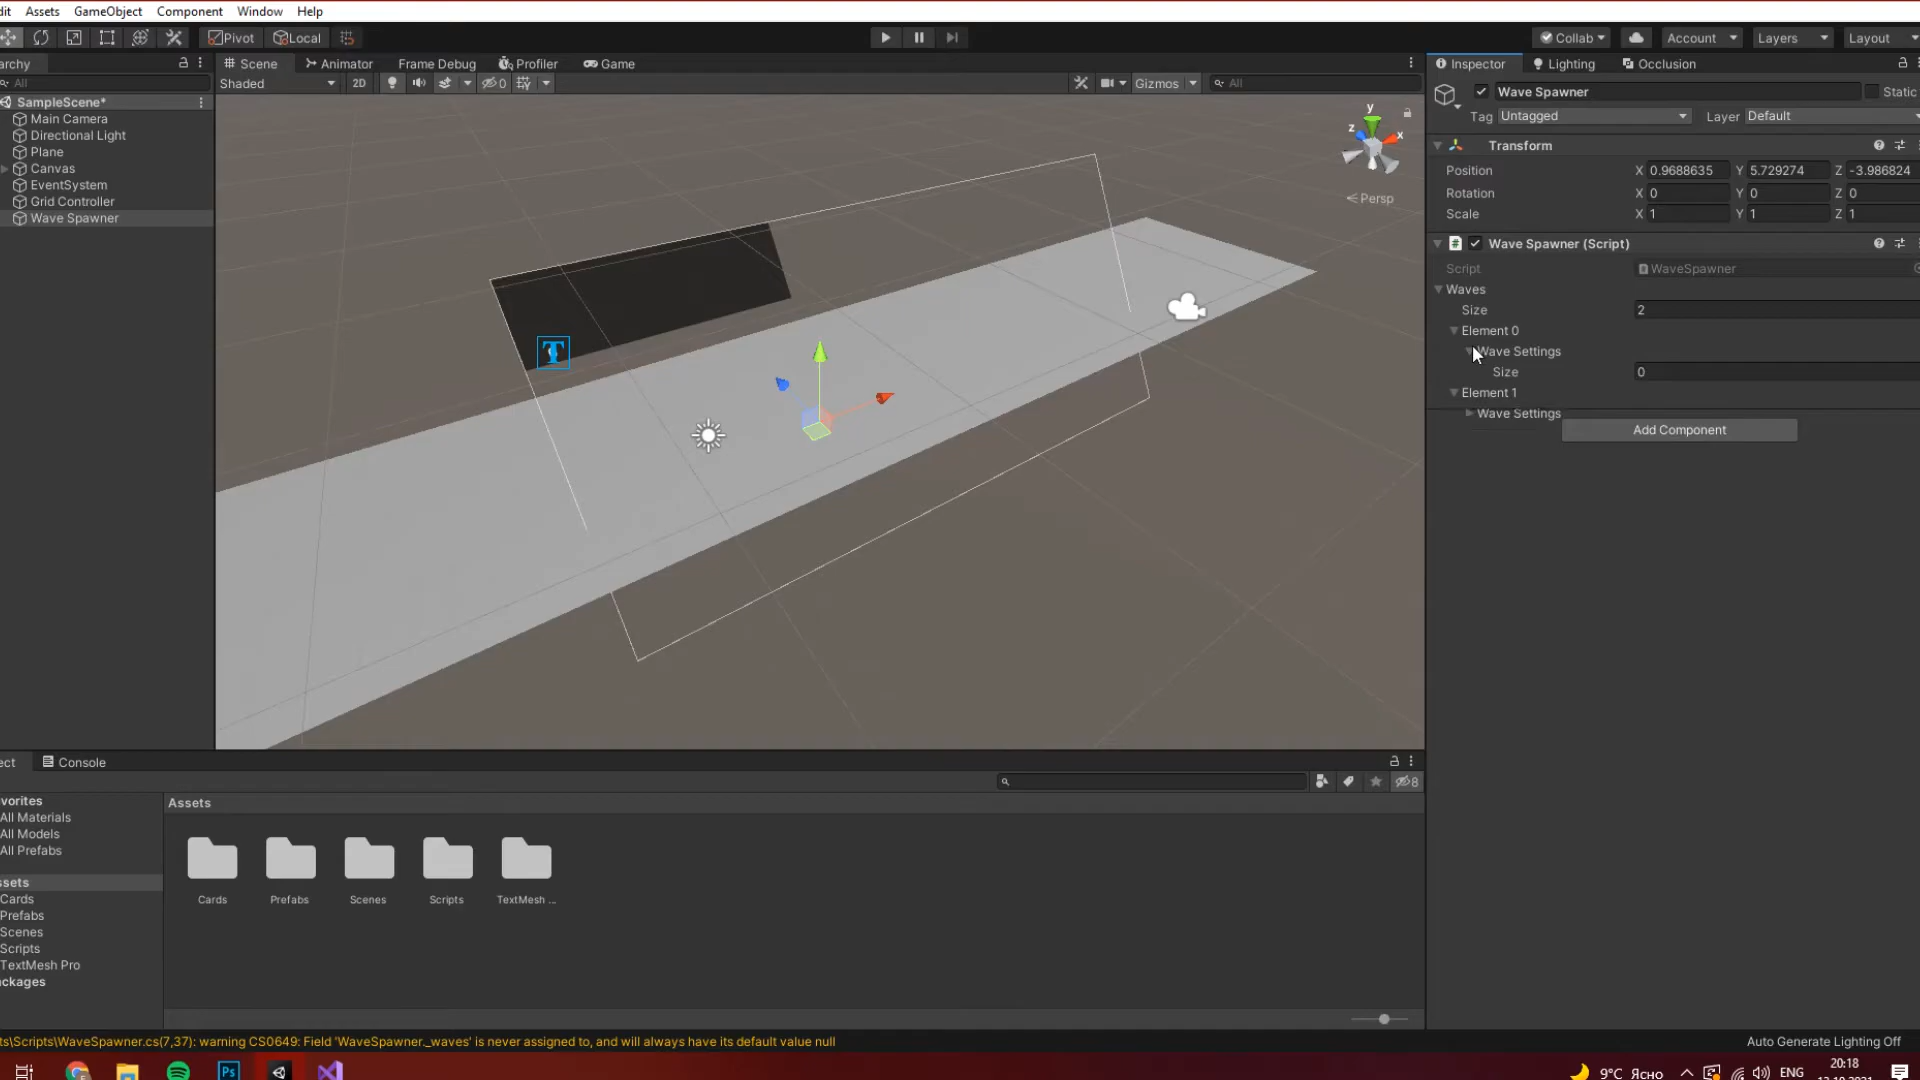 dit Assets GameObject Component Window Help
Pivot Local Collab Account Layers Layout
archy Scene Animator Frame Debug Profiler Game Inspector Lighting Occlusion
All Shaded 2D 0 Gizmos All
Wave Spawner Static
SampleScene*
Tag Untagged Layer Default
Main Camera
Directional Light
Plane
Canvas
EventSystem
Grid Controller
Wave Spawner
y
z x
Persp
Transform
Position X 0.9688635 Y 5.729274 Z -3.986824
Rotation X 0 Y 0 Z 0
Scale X 1 Y 1 Z 1
# Wave Spawner (Script)
Script WaveSpawner
Waves
Size 2
Element 0
Wave Settings
Size 0
Element 1
Wave Settings
Add Component
T
ect Console
8
vorites
All Materials
All Models
All Prefabs
ssets
Cards
Prefabs
Scenes
Scripts
TextMesh Pro
ackages
Assets
Cards Prefabs Scenes Scripts TextMesh ...
ts\Scripts\WaveSpawner.cs(7,37): warning CS0649: Field 'WaveSpawner._waves' is never assigned to, and will always have its default value null
Auto Generate Lighting Off
Ps 9°C Ясно ENG 20:18